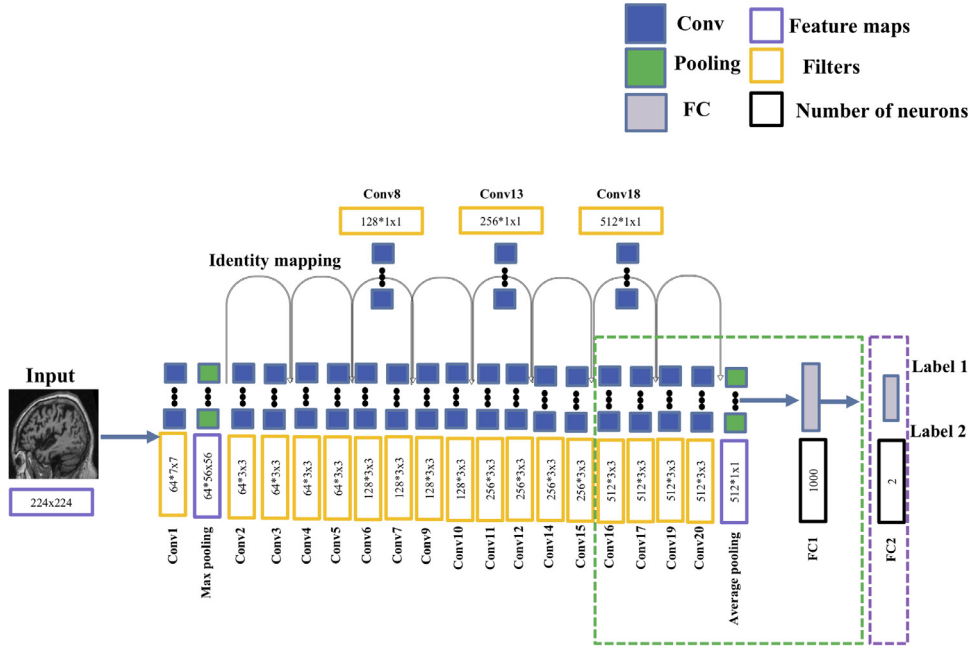 Conv
Feature maps
Pooling
Filters
FC
Number of neurons
Conv8
Conv13
Conv18
128*1x1
256*1x1
512*1x1
Identity mapping
Input
Label 1
Label 2
224x224
64*7x7
64*56x56
64*3x3
64*3x3
64*3x3
64*3x3
128*3x3
128*3x3
128*3x3
128*3x3
256*3x3
256*3x3
256*3x3
256*3x3
512*3x3
512*3x3
512*3x3
512*3x3
512*1x1
1000
2
Conv1
Max pooling
Conv2
Conv3
Conv4
Conv5
Conv6
Conv7
Conv9
Conv10
Conv11
Conv12
Conv14
Conv15
Conv16
Conv17
Conv19
Conv20
Average pooling
FC1
FC2